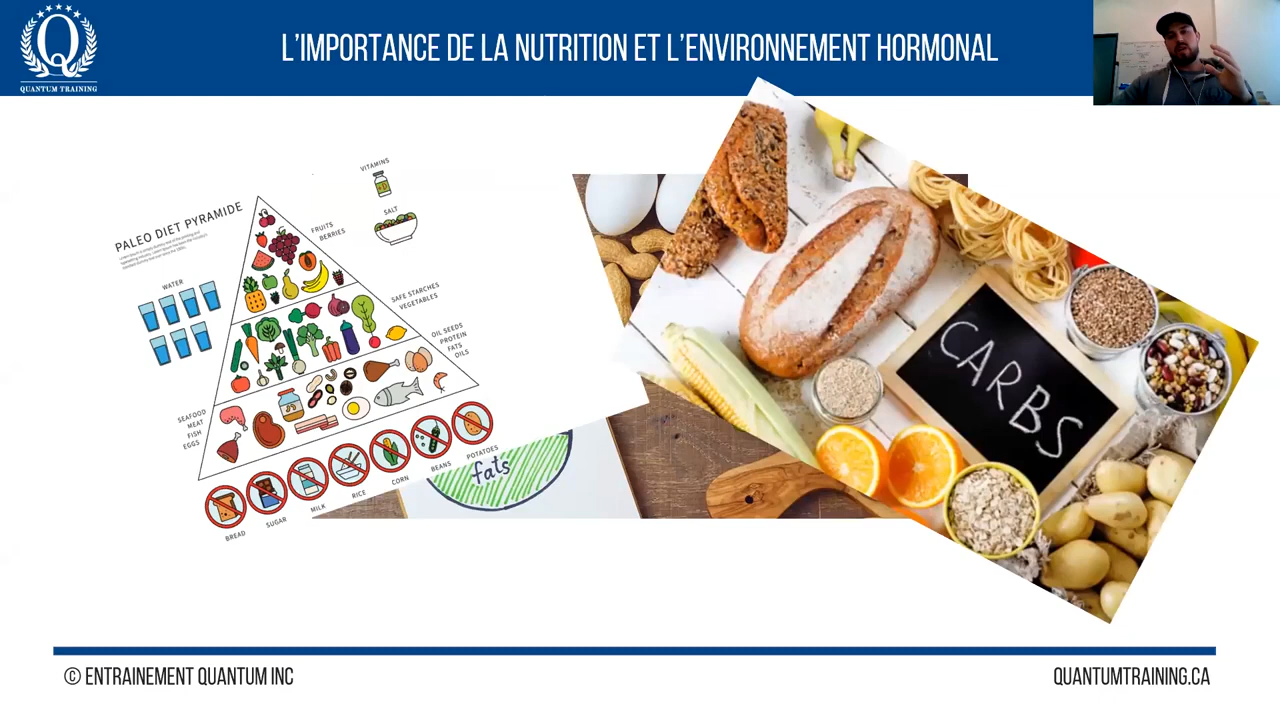 L'IMPORTANCE DE LA NUTRITION ET L'ENVIRONNEMENT HORMONAL
Q
QUANTUM TRAINING
PALEO DIET PYRAMIDE
WATER
VITAMINS
D
SALT
FRUITS
BERRIES
SAFE STARCHES
VEGETABLES
OIL SEEDS
PROTEIN
FATS
OILS
SEAFOOD
MEAT
FISH
EGGS
BREAD
SUGAR
MILK
RICE
CORN
BEANS
POTATOES
fats
CARBS
© ENTRAINEMENT QUANTUM INC
QUANTUMTRAINING.CA